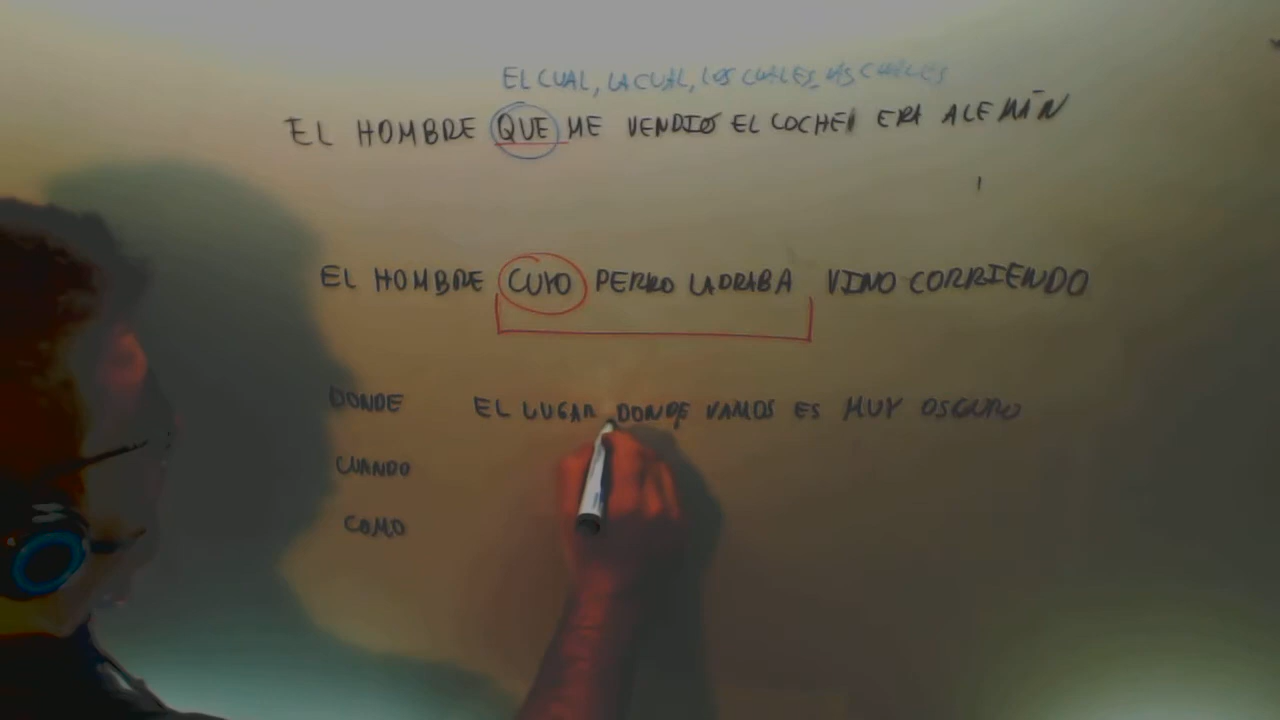 EL CUAL, LA CUAL, LOS CUALES, LAS CUALES
EL HOMBRE QUE ME VENDIÓ EL COCHE ERA ALEMÁN
EL HOMBRE CUYO PERRO LADRABA VINO CORRIENDO
DONDE EL LUGAR DONDE VAMOS ES MUY OSCURO
CUANDO
COMO